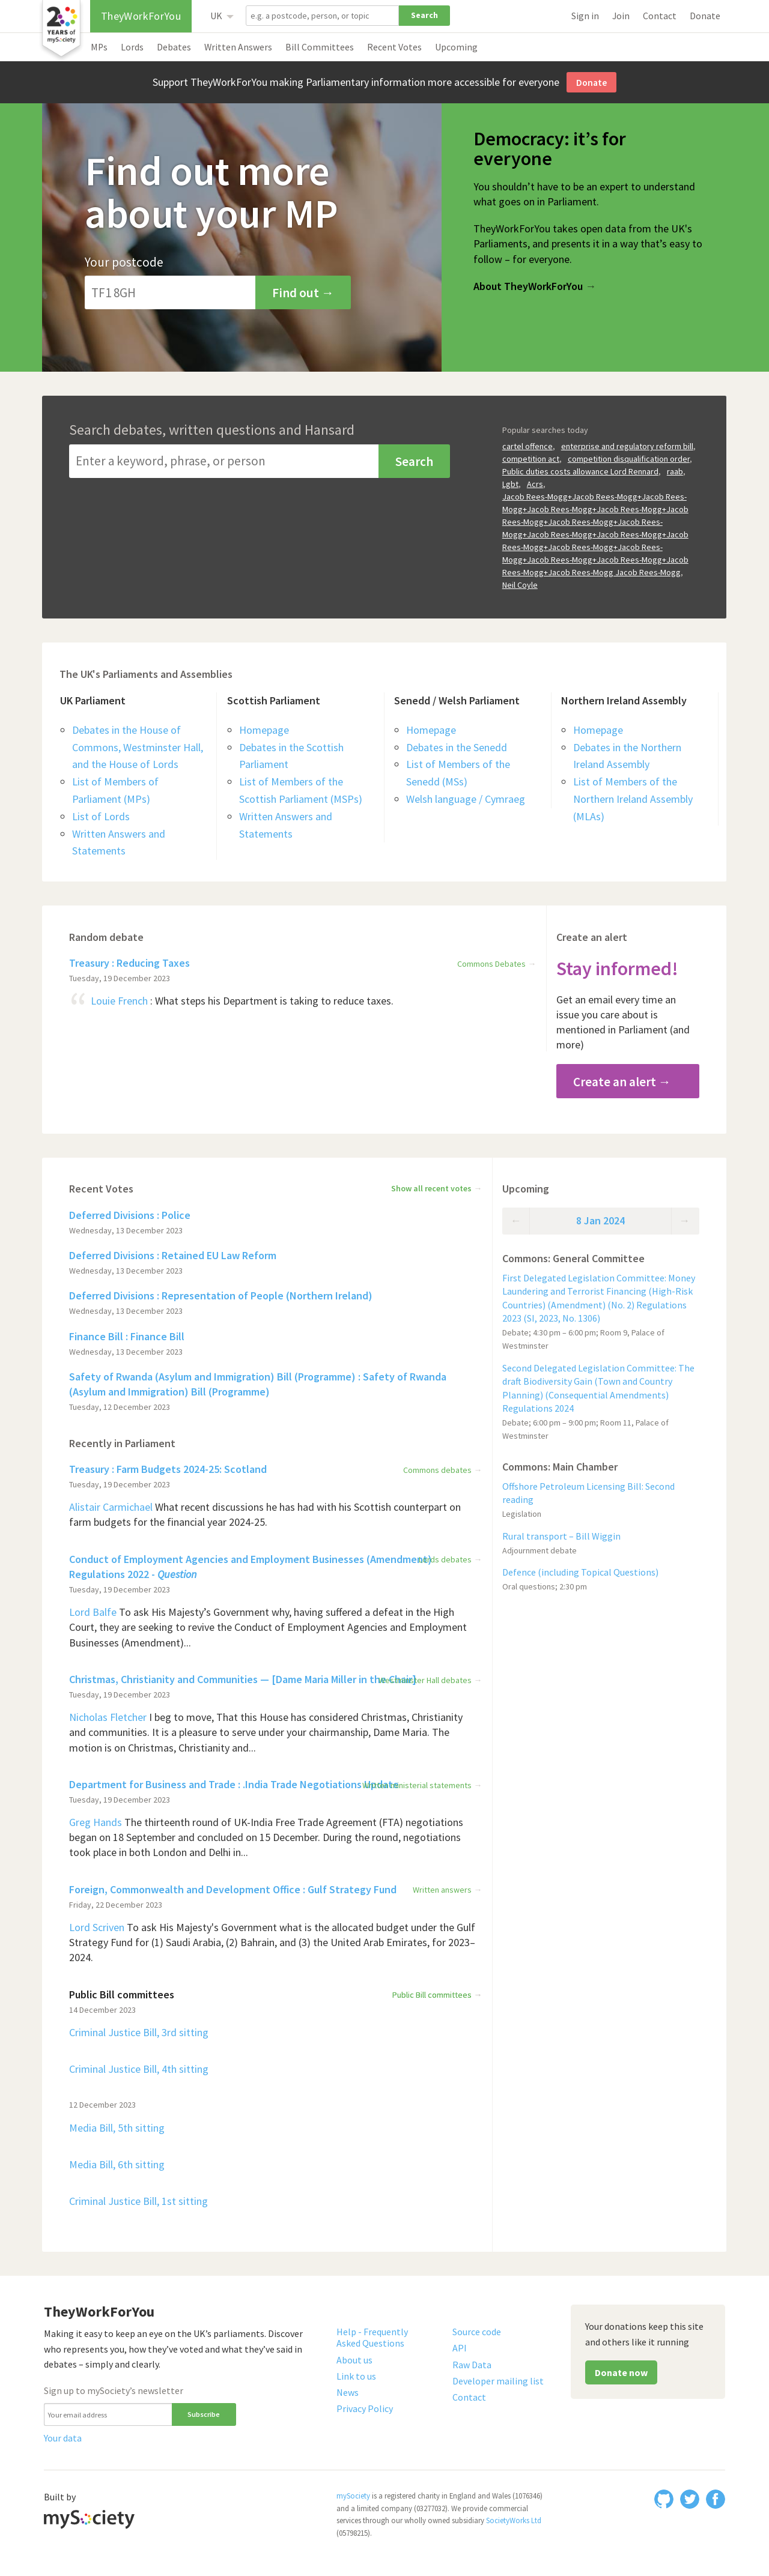 20
YEARS of
mySociety
TheyWorkForYou
UK
e.g. a postcode, person, or topic
Search
Sign in
Join
Contact
Donate
MPs
Lords
Debates
Written Answers
Bill Committees
Recent Votes
Upcoming
Support TheyWorkForYou making Parliamentary information more accessible for everyone
Donate
Find out more
about your MP
Your postcode
TF1 8GH
Find out →
Democracy: it’s for
everyone
You shouldn’t have to be an expert to understand
what goes on in Parliament.
TheyWorkForYou takes open data from the UK's
Parliaments, and presents it in a way that’s easy to
follow – for everyone.
About TheyWorkForYou →
Search debates, written questions and Hansard
Enter a keyword, phrase, or person
Search
Popular searches today
cartel offence, enterprise and regulatory reform bill,
competition act, competition disqualification order,
Public duties costs allowance Lord Rennard, raab,
Lgbt, Acrs,
Jacob Rees-Mogg+Jacob Rees-Mogg+Jacob Rees-
Mogg+Jacob Rees-Mogg+Jacob Rees-Mogg+Jacob
Rees-Mogg+Jacob Rees-Mogg+Jacob Rees-
Mogg+Jacob Rees-Mogg+Jacob Rees-Mogg+Jacob
Rees-Mogg+Jacob Rees-Mogg+Jacob Rees-
Mogg+Jacob Rees-Mogg+Jacob Rees-Mogg+Jacob
Rees-Mogg+Jacob Rees-Mogg Jacob Rees-Mogg,
Neil Coyle
The UK's Parliaments and Assemblies
UK Parliament
Debates in the House of
Commons, Westminster Hall,
and the House of Lords
List of Members of
Parliament (MPs)
List of Lords
Written Answers and
Statements
Scottish Parliament
Homepage
Debates in the Scottish
Parliament
List of Members of the
Scottish Parliament (MSPs)
Written Answers and
Statements
Senedd / Welsh Parliament
Homepage
Debates in the Senedd
List of Members of the
Senedd (MSs)
Welsh language / Cymraeg
Northern Ireland Assembly
Homepage
Debates in the Northern
Ireland Assembly
List of Members of the
Northern Ireland Assembly
(MLAs)
Random debate
Treasury : Reducing Taxes
Commons Debates →
Tuesday, 19 December 2023
Louie French : What steps his Department is taking to reduce taxes.
Create an alert
Stay informed!
Get an email every time an
issue you care about is
mentioned in Parliament (and
more)
Create an alert →
Recent Votes
Show all recent votes →
Deferred Divisions : Police
Wednesday, 13 December 2023
Deferred Divisions : Retained EU Law Reform
Wednesday, 13 December 2023
Deferred Divisions : Representation of People (Northern Ireland)
Wednesday, 13 December 2023
Finance Bill : Finance Bill
Wednesday, 13 December 2023
Safety of Rwanda (Asylum and Immigration) Bill (Programme) : Safety of Rwanda
(Asylum and Immigration) Bill (Programme)
Tuesday, 12 December 2023
Recently in Parliament
Treasury : Farm Budgets 2024-25: Scotland
Commons debates →
Tuesday, 19 December 2023
Alistair Carmichael What recent discussions he has had with his Scottish counterpart on
farm budgets for the financial year 2024-25.
Conduct of Employment Agencies and Employment Businesses (Amendment)
Lords debates →
Regulations 2022 - Question
Tuesday, 19 December 2023
Lord Balfe To ask His Majesty’s Government why, having suffered a defeat in the High
Court, they are seeking to revive the Conduct of Employment Agencies and Employment
Businesses (Amendment)...
Christmas, Christianity and Communities — [Dame Maria Miller in the Chair]
Westminster Hall debates →
Tuesday, 19 December 2023
Nicholas Fletcher I beg to move, That this House has considered Christmas, Christianity
and communities. It is a pleasure to serve under your chairmanship, Dame Maria. The
motion is on Christmas, Christianity and...
Department for Business and Trade : .India Trade Negotiations Update
Written ministerial statements →
Tuesday, 19 December 2023
Greg Hands The thirteenth round of UK-India Free Trade Agreement (FTA) negotiations
began on 18 September and concluded on 15 December. During the round, negotiations
took place in both London and Delhi in...
Foreign, Commonwealth and Development Office : Gulf Strategy Fund
Written answers →
Friday, 22 December 2023
Lord Scriven To ask His Majesty's Government what is the allocated budget under the Gulf
Strategy Fund for (1) Saudi Arabia, (2) Bahrain, and (3) the United Arab Emirates, for 2023–
2024.
Public Bill committees
Public Bill committees →
14 December 2023
Criminal Justice Bill, 3rd sitting
Criminal Justice Bill, 4th sitting
12 December 2023
Media Bill, 5th sitting
Media Bill, 6th sitting
Criminal Justice Bill, 1st sitting
Upcoming
← 8 Jan 2024 →
Commons: General Committee
First Delegated Legislation Committee: Money
Laundering and Terrorist Financing (High-Risk
Countries) (Amendment) (No. 2) Regulations
2023 (SI, 2023, No. 1306)
Debate; 4:30 pm – 6:00 pm; Room 9, Palace of
Westminster
Second Delegated Legislation Committee: The
draft Biodiversity Gain (Town and Country
Planning) (Consequential Amendments)
Regulations 2024
Debate; 6:00 pm – 9:00 pm; Room 11, Palace of
Westminster
Commons: Main Chamber
Offshore Petroleum Licensing Bill: Second
reading
Legislation
Rural transport – Bill Wiggin
Adjournment debate
Defence (including Topical Questions)
Oral questions; 2:30 pm
TheyWorkForYou
Making it easy to keep an eye on the UK’s parliaments. Discover
who represents you, how they’ve voted and what they’ve said in
debates – simply and clearly.
Sign up to mySociety’s newsletter
Your email address
Subscribe
Your data
Help - Frequently
Asked Questions
About us
Link to us
News
Privacy Policy
Source code
API
Raw Data
Developer mailing list
Contact
Your donations keep this site
and others like it running
Donate now
Built by
mySociety
mySociety is a registered charity in England and Wales (1076346)
and a limited company (03277032). We provide commercial
services through our wholly owned subsidiary SocietyWorks Ltd
(05798215).